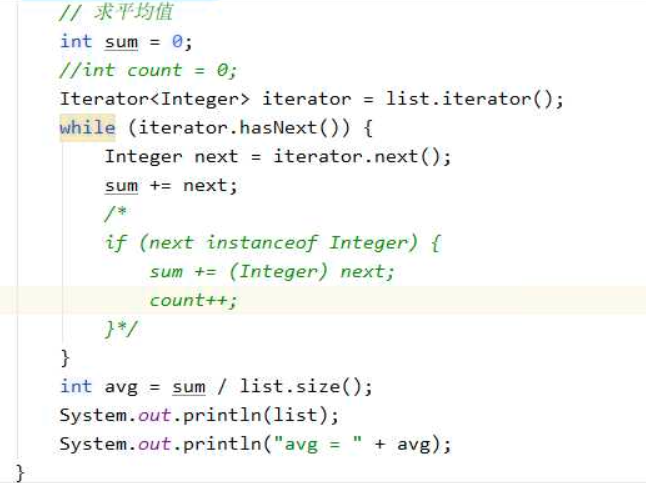 // 求平均值
int sum = 0;
//int count = 0;
Iterator<Integer> iterator = list.iterator();
while (iterator.hasNext()) {
Integer next = iterator.next();
sum += next;
/*
if (next instanceof Integer) {
sum += (Integer) next;
count++;
}*/
}
int avg = sum / list.size();
System.out.println(list);
System.out.println("avg = " + avg);
}